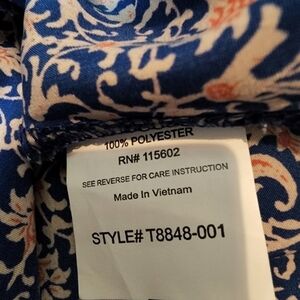 100% POLYESTER
RN# 115602
SEE REVERSE FOR CARE INSTRUCTION
Made In Vietnam
STYLE# T8848-001